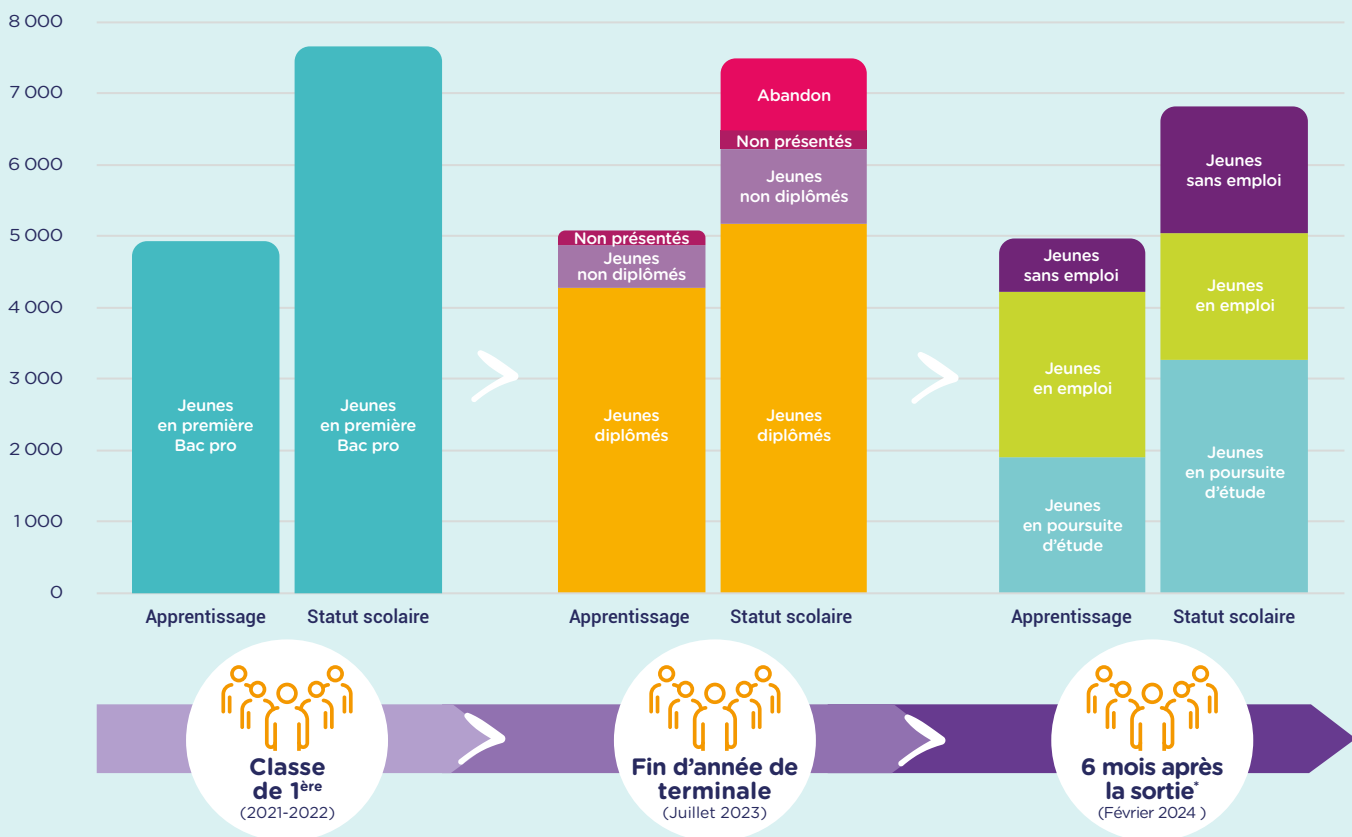 8 000
7 000
6 000
5 000
4 000
3 000
2 000
1 000
0
Jeunes
en première
Bac pro
Jeunes
en première
Bac pro
Non présentés
Jeunes
non diplômés
Jeunes
diplômés
Abandon
Non présentés
Jeunes
non diplômés
Jeunes
diplômés
Jeunes
sans emploi
Jeunes
en emploi
Jeunes
en poursuite
d'étude
Jeunes
sans emploi
Jeunes
en emploi
Jeunes
en poursuite
d'étude
Apprentissage
Statut scolaire
Apprentissage
Statut scolaire
Apprentissage
Statut scolaire
Classe
de 1ère
(2021-2022)
Fin d'année de
terminale
(Juillet 2023)
6 mois après
la sortie*
(Février 2024 )